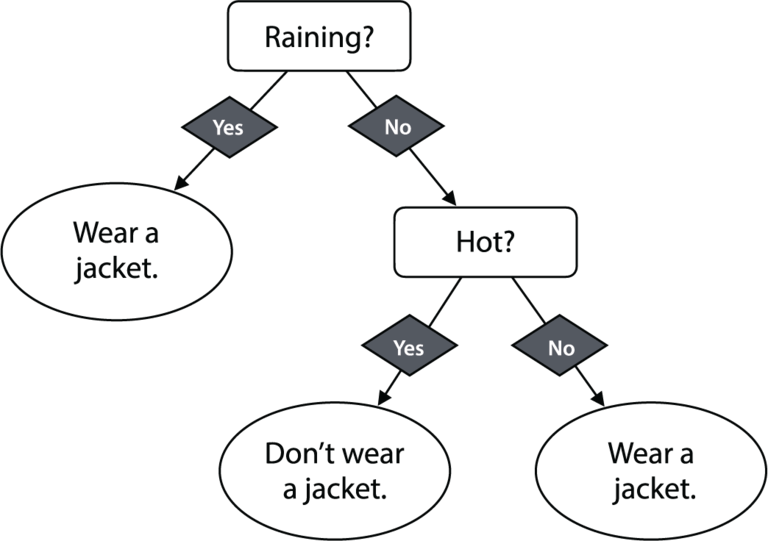 Raining?
Yes
No
Wear a
jacket.
Hot?
Yes
No
Don’t wear
a jacket.
Wear a
jacket.